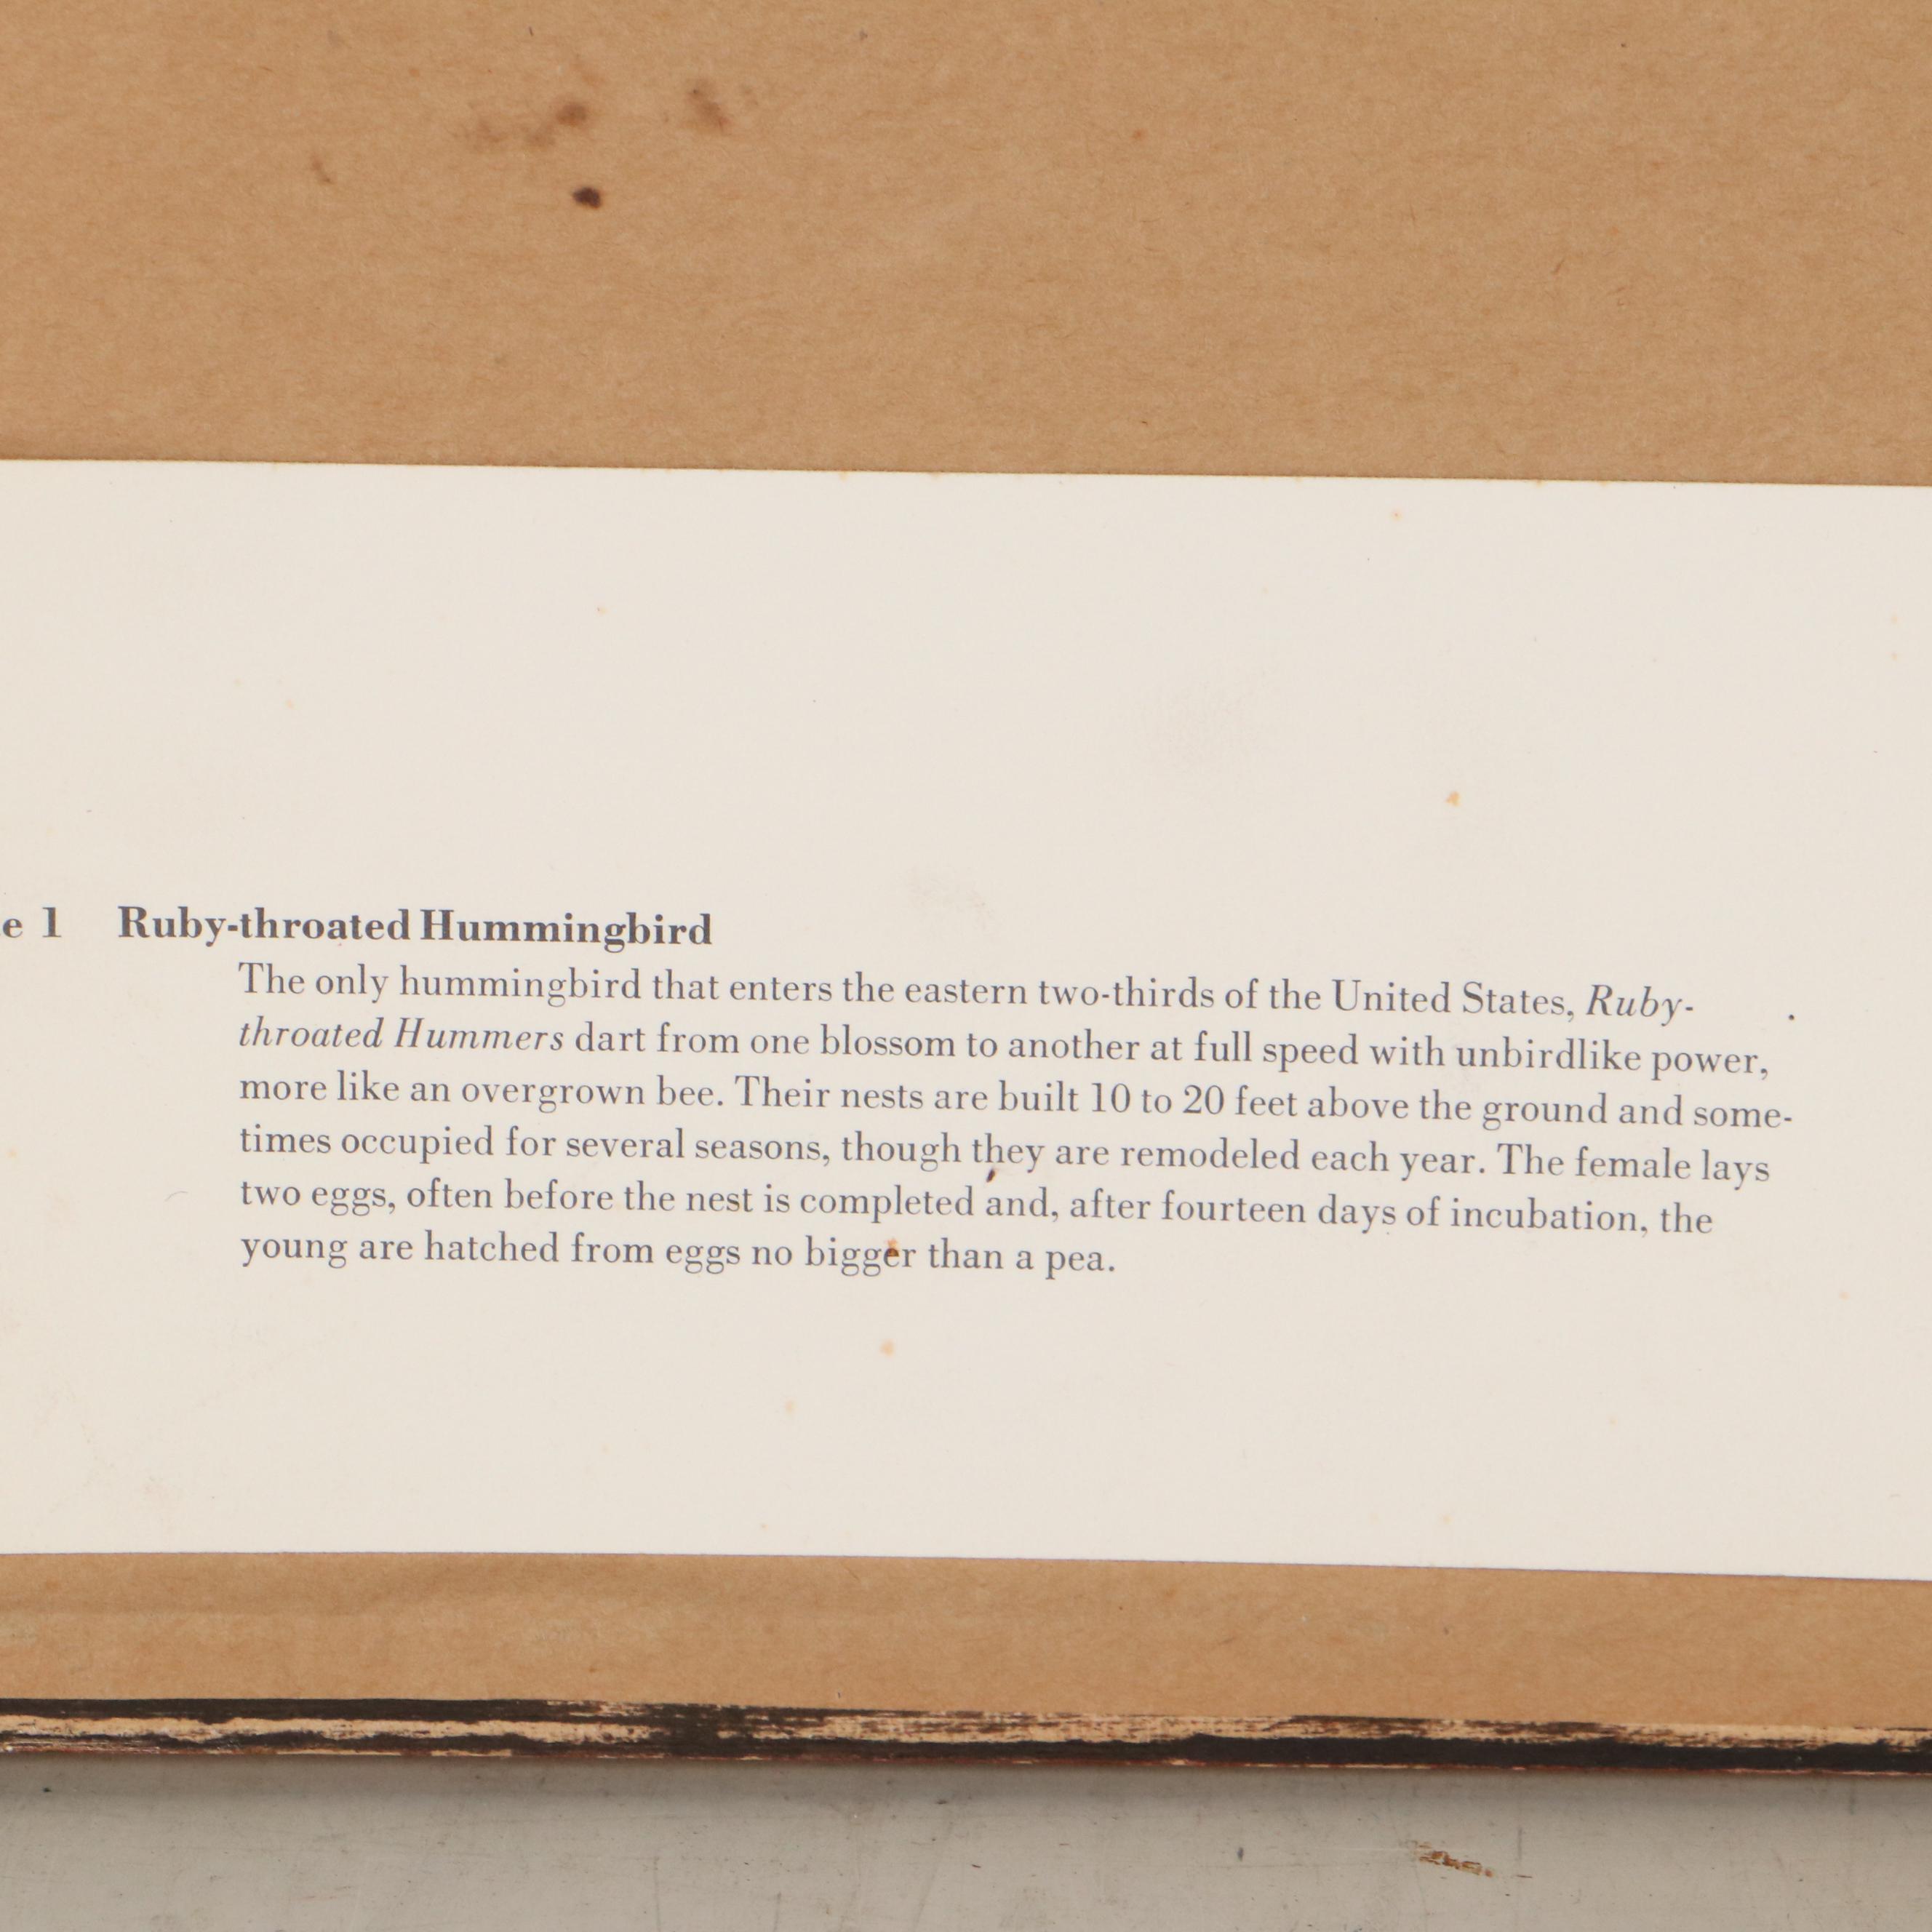 e 1 Ruby-throated Hummingbird
The only hummingbird that enters the eastern two-thirds of the United States, Ruby-
throated Hummers dart from one blossom to another at full speed with unbirdlike power,
more like an overgrown bee. Their nests are built 10 to 20 feet above the ground and some-
times occupied for several seasons, though they are remodeled each year. The female lays
two eggs, often before the nest is completed and, after fourteen days of incubation, the
young are hatched from eggs no bigger than a pea.